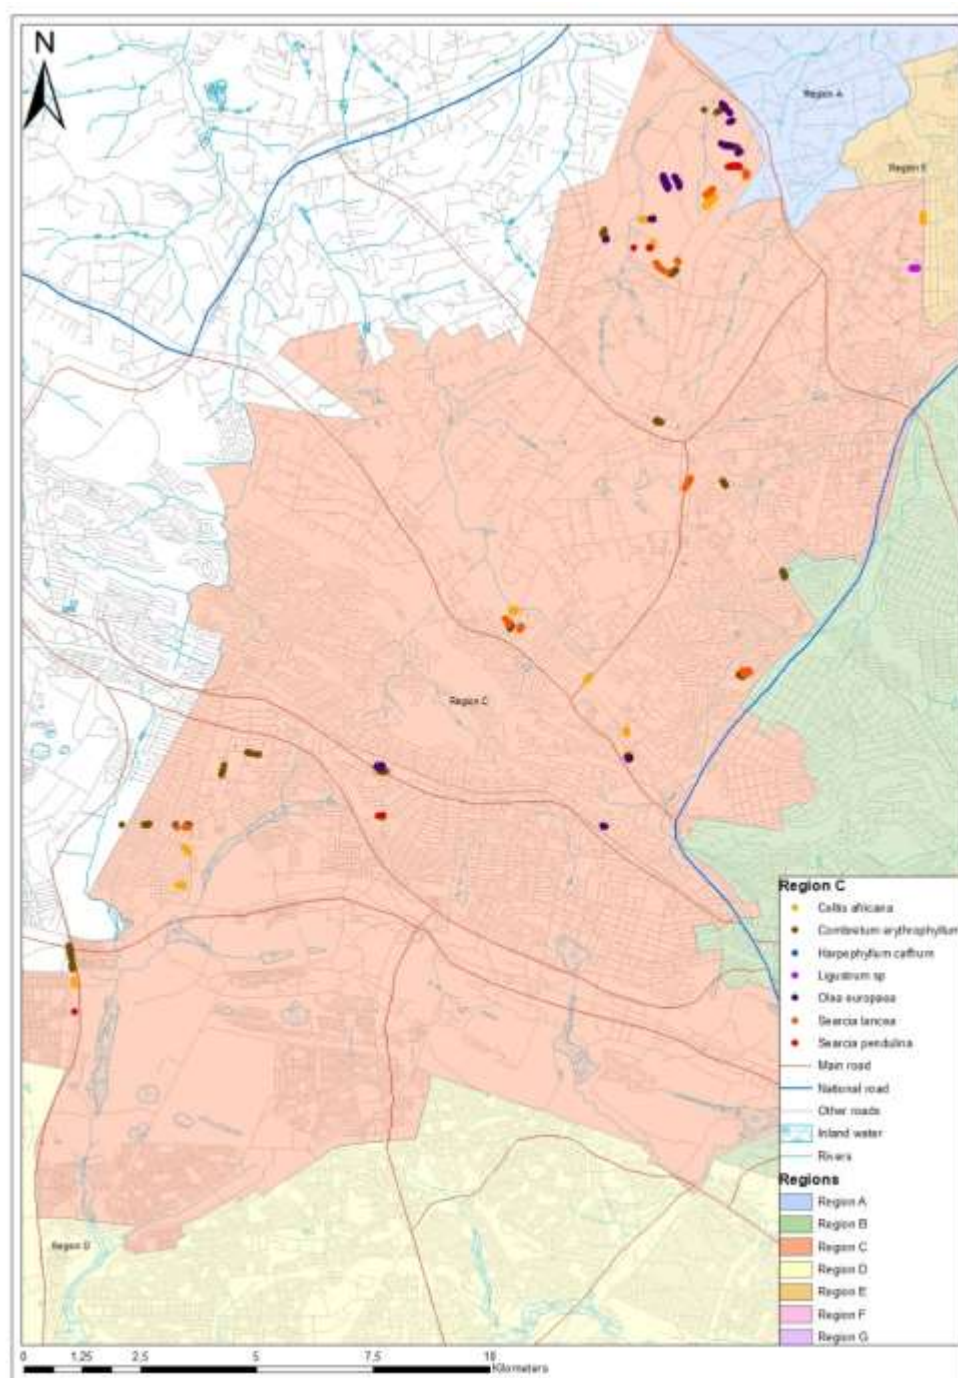 N
Region A
Region E
Region C
Region D
Region C
Celtis africana
Combretum erythrophyllum
Harpephyllum caffrum
Ligustrum sp
Olea europaea
Searcia lancea
Searcia pendulina
Main road
National road
Other roads
Inland water
Rivers
Regions
Region A
Region B
Region C
Region D
Region E
Region F
Region G
0 1,25 2,5 5 7,5 10
Kilometers